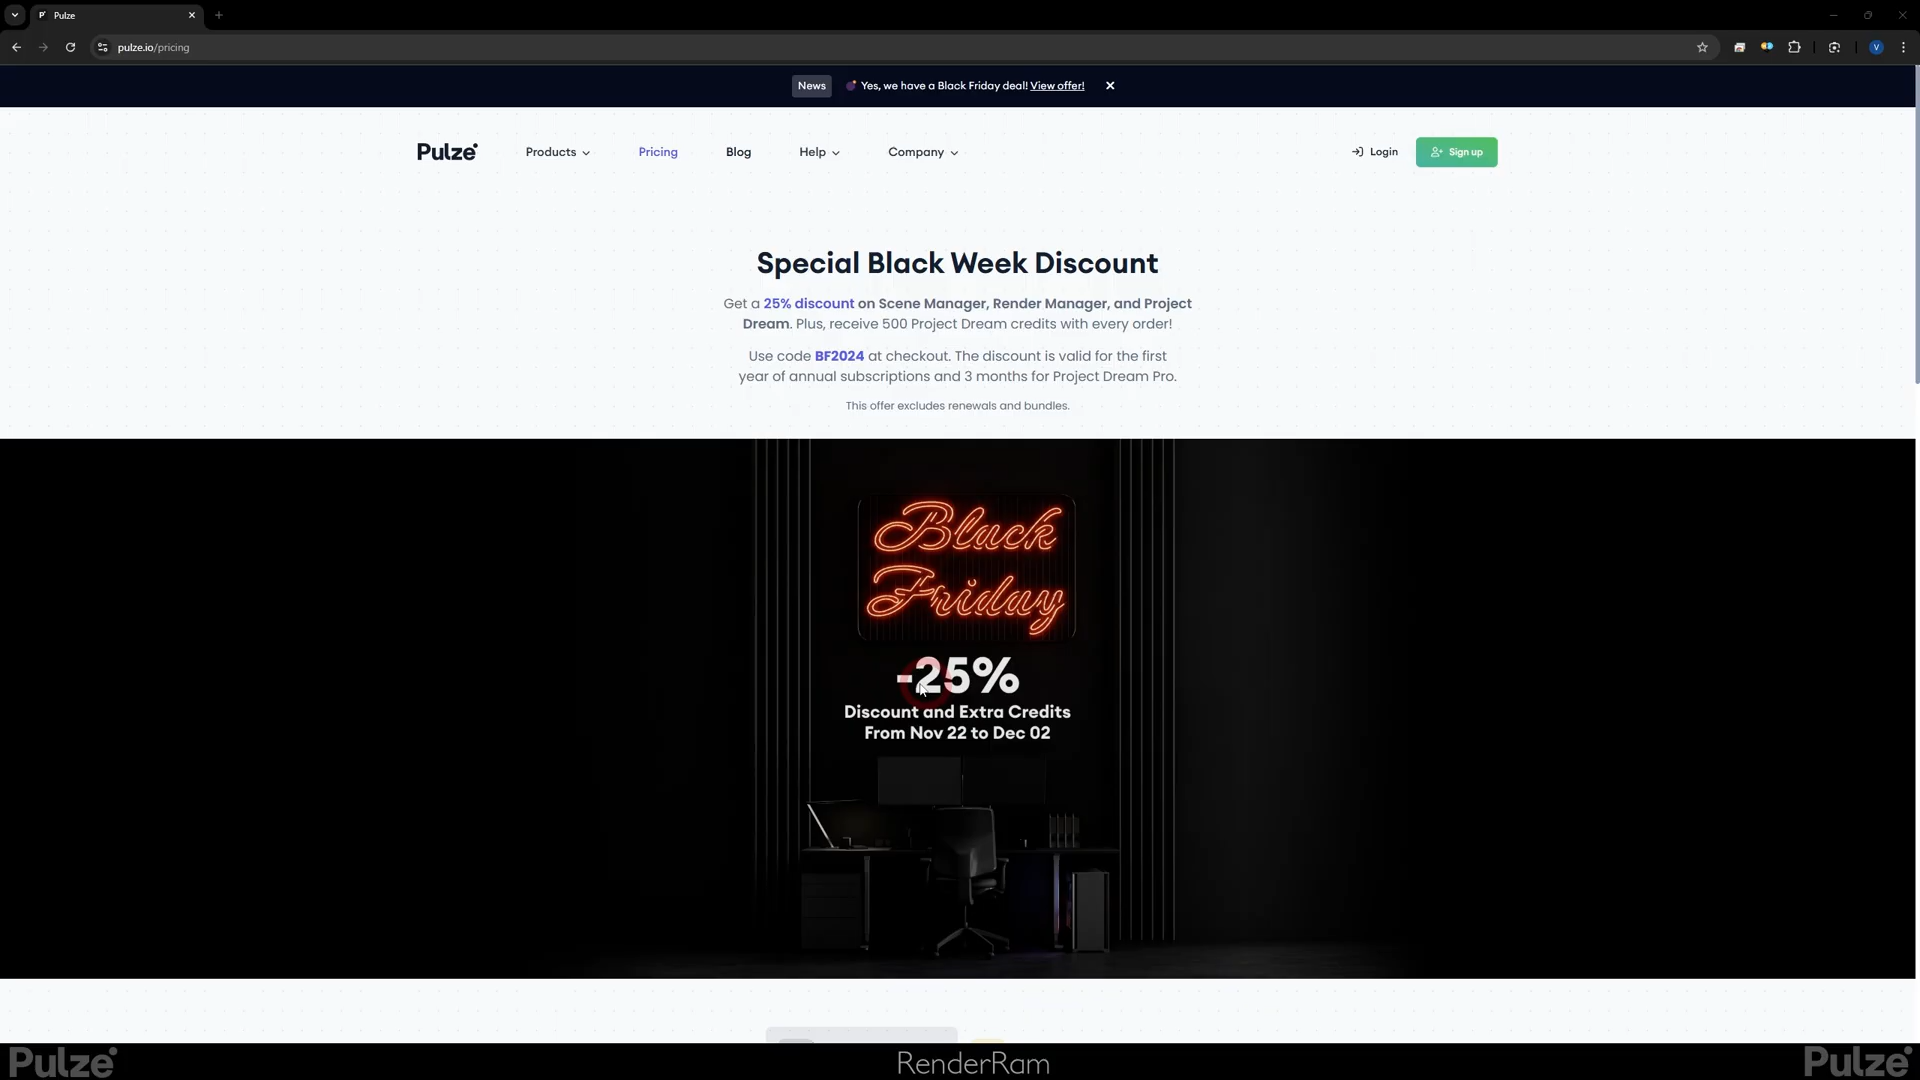 Pulze
pulze.io/pricing
V
News Yes, we have a Black Friday deal! View offer!
Pulze Products Pricing Blog Help Company Login Sign up
Special Black Week Discount
Get a 25% discount on Scene Manager, Render Manager, and Project
Dream. Plus, receive 500 Project Dream credits with every order!
Use code BF2024 at checkout. The discount is valid for the first
year of annual subscriptions and 3 months for Project Dream Pro.
This offer excludes renewals and bundles.
Black
Friday
-25%
Discount and Extra Credits
From Nov 22 to Dec 02
Pulze RenderRam Pulze